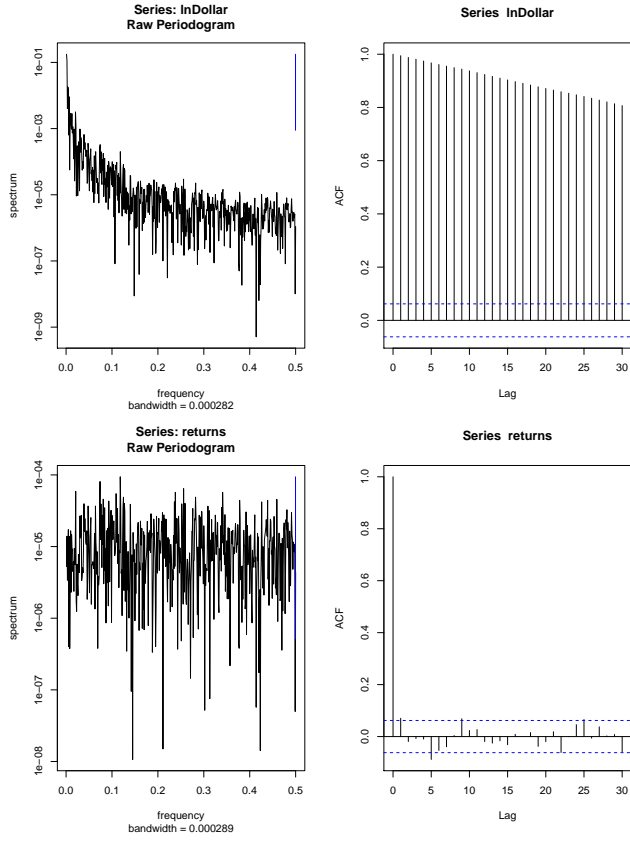 Series: lnDollar
Raw Periodogram
spectrum
1e−01
1e−03
1e−05
1e−07
1e−09
0.0 0.1 0.2 0.3 0.4 0.5
frequency
bandwidth = 0.000282
Series lnDollar
ACF
1.0
0.8
0.6
0.4
0.2
0.0
0 5 10 15 20 25 30
Lag
Series: returns
Raw Periodogram
spectrum
1e−04
1e−05
1e−06
1e−07
1e−08
0.0 0.1 0.2 0.3 0.4 0.5
frequency
bandwidth = 0.000289
Series returns
ACF
1.0
0.8
0.6
0.4
0.2
0.0
0 5 10 15 20 25 30
Lag